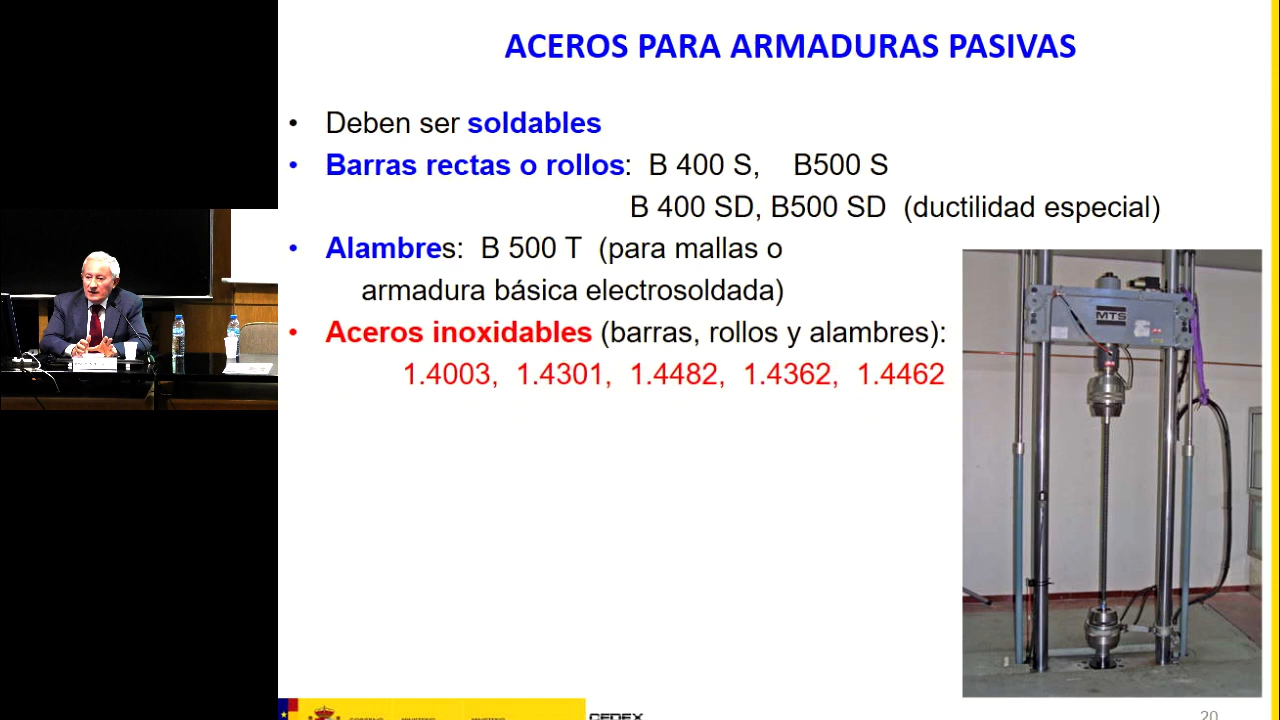 ACEROS PARA ARMADURAS PASIVAS
• Deben ser soldables
• Barras rectas o rollos: B 400 S, B500 S
B 400 SD, B500 SD (ductilidad especial)
• Alambres: B 500 T (para mallas o
armadura básica electrosoldada)
• Aceros inoxidables (barras, rollos y alambres):
1.4003, 1.4301, 1.4482, 1.4362, 1.4462
MTS
CEDEX
20